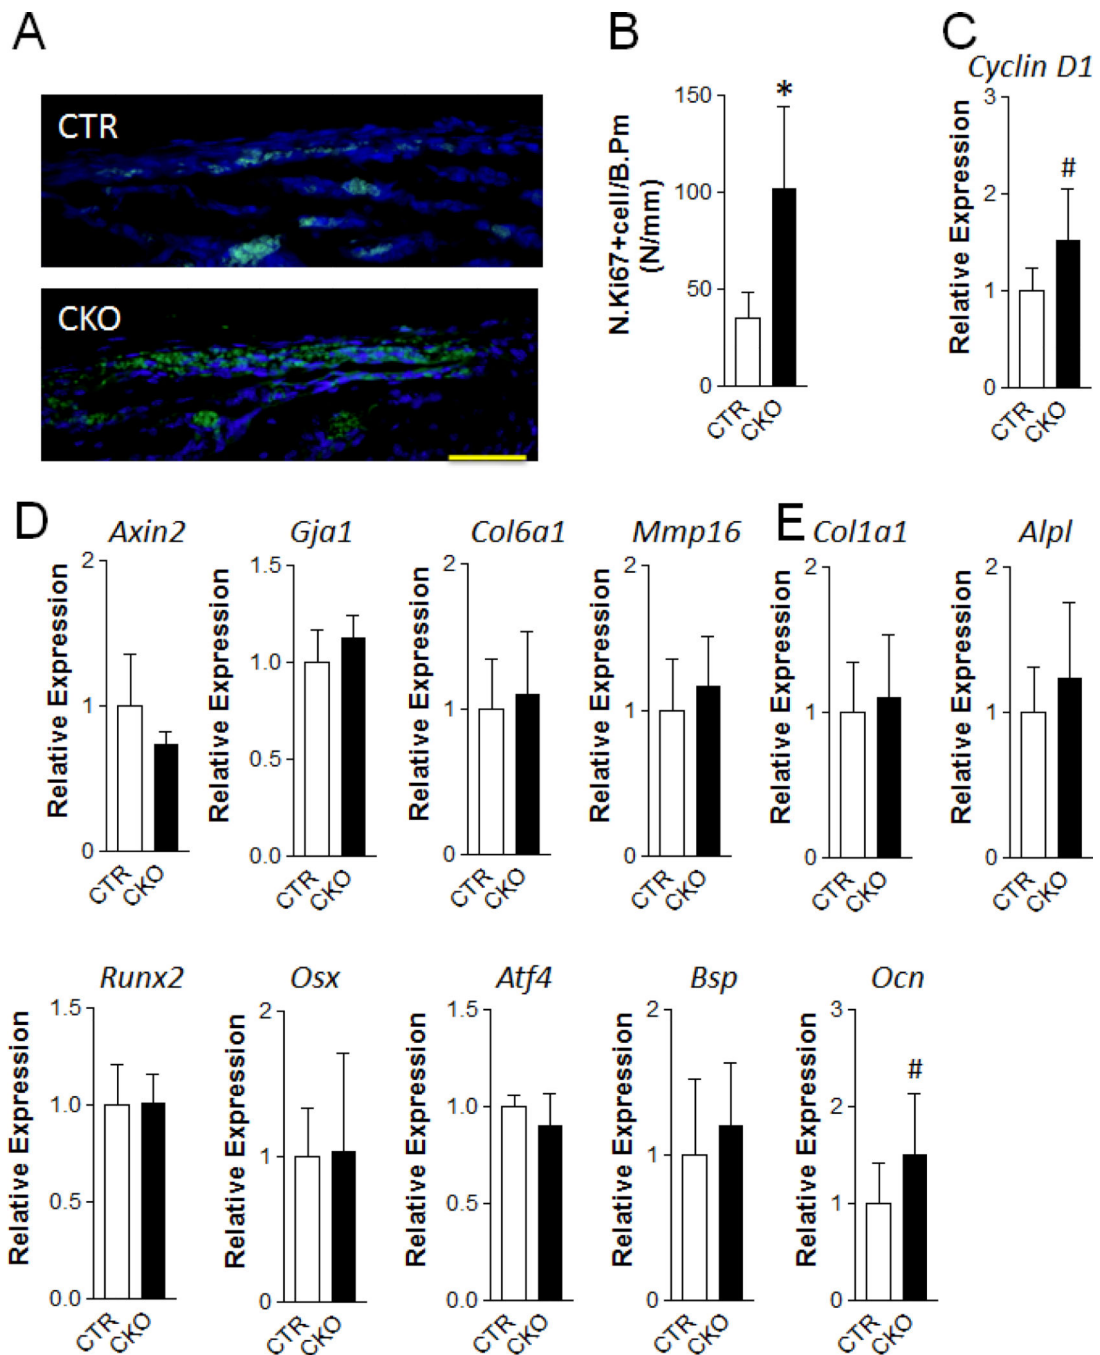 A
B
C
CTR
CKO
N.Ki67+cell/B.Pm
(N/mm)
150
100
50
0
*
CTR
CKO
Cyclin D1
Relative Expression
3
2
1
0
#
CTR
CKO
D
Axin2
Relative Expression
2
1
0
CTR
CKO
Gja1
Relative Expression
1.5
1.0
0.5
0.0
CTR
CKO
Col6a1
Relative Expression
2
1
0
CTR
CKO
Mmp16
Relative Expression
2
1
0
CTR
CKO
E
Col1a1
Relative Expression
2
1
0
CTR
CKO
Alpl
Relative Expression
2
1
0
CTR
CKO
Runx2
Relative Expression
1.5
1.0
0.5
0.0
CTR
CKO
Osx
Relative Expression
2
1
0
CTR
CKO
Atf4
Relative Expression
1.5
1.0
0.5
0.0
CTR
CKO
Bsp
Relative Expression
2
1
0
CTR
CKO
Ocn
Relative Expression
3
2
1
0
#
CTR
CKO